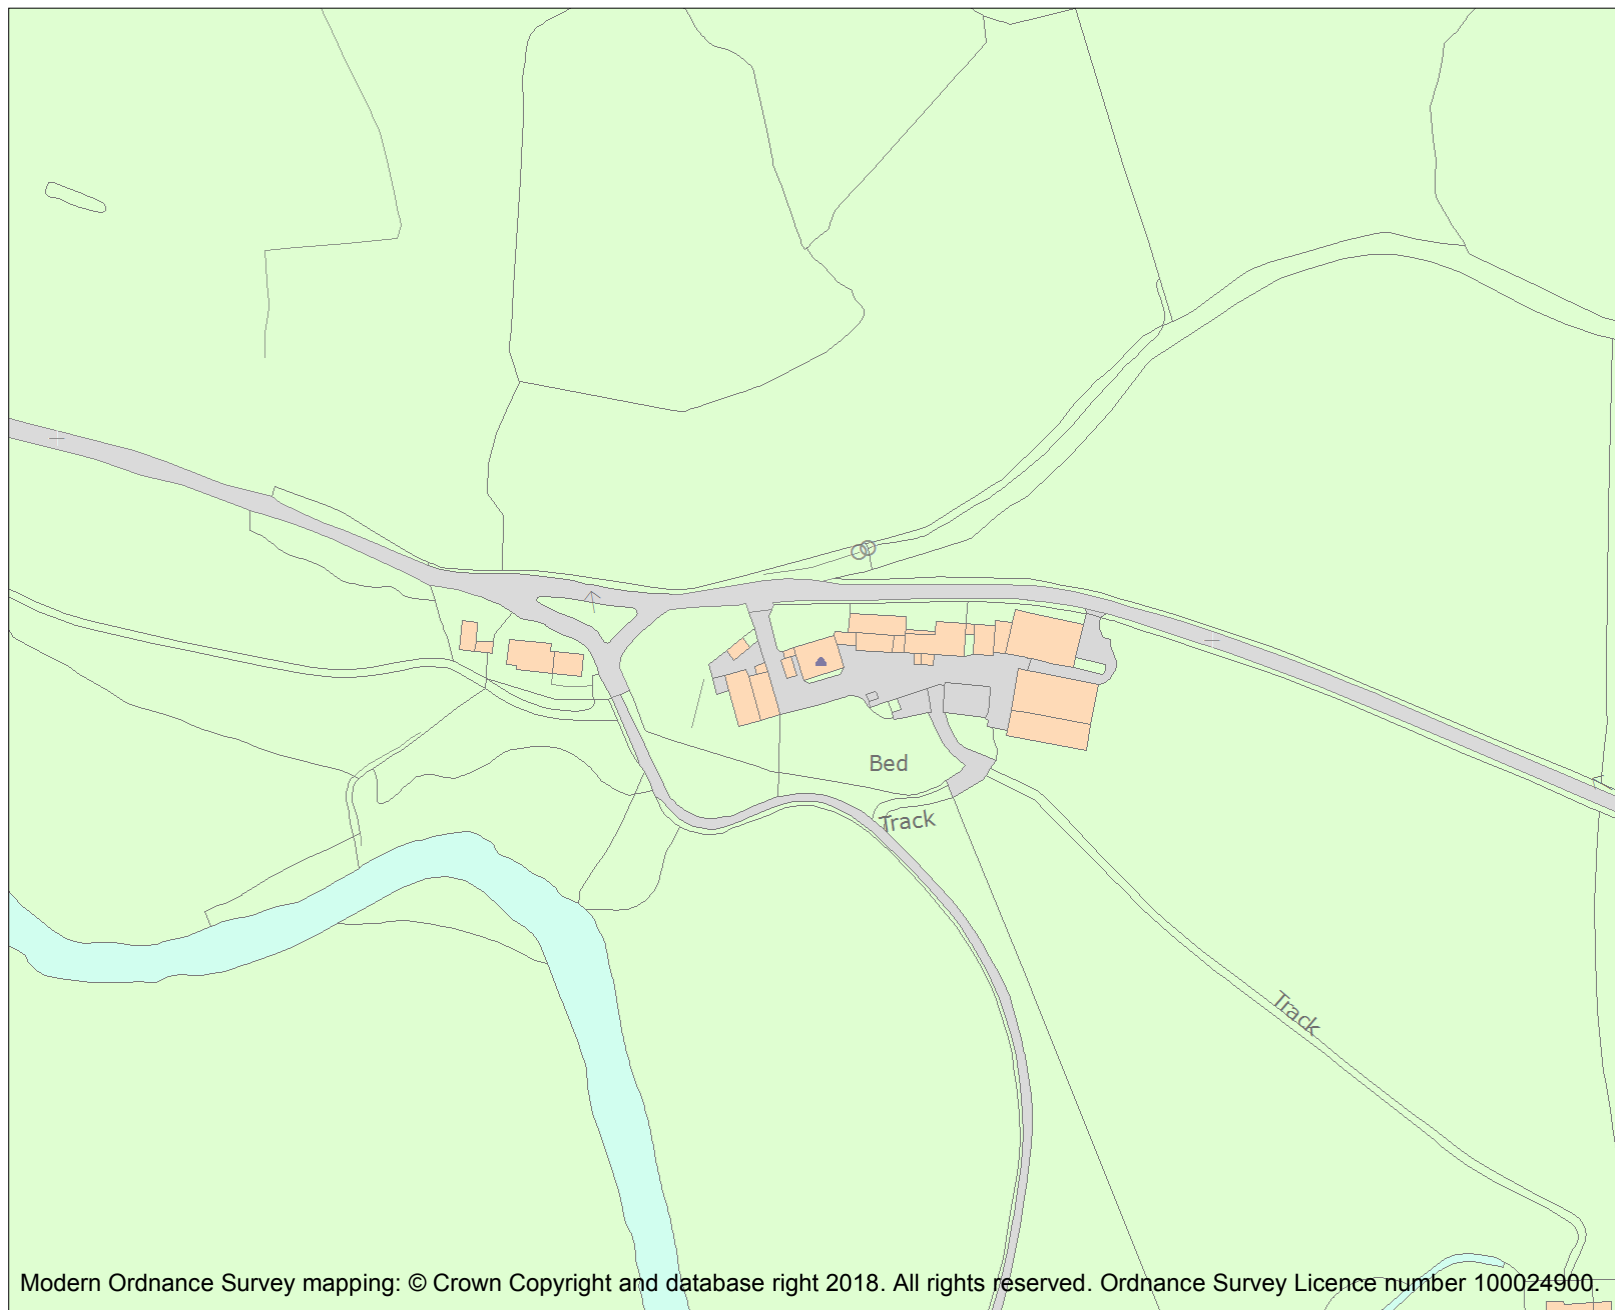 Bed
Track
Track
Modern Ordnance Survey mapping: © Crown Copyright and database right 2018. All rights reserved. Ordnance Survey Licence number 100024900.